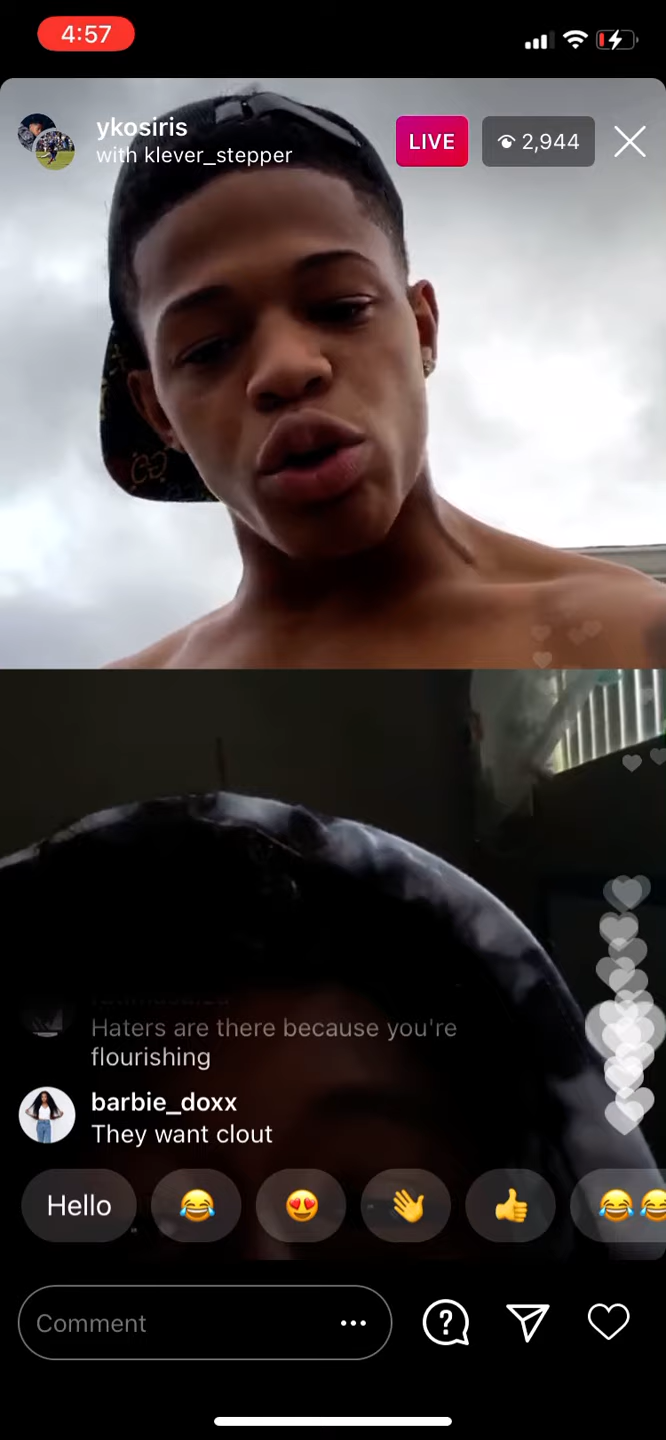 4:57
ykosiris
with klever_stepper
LIVE
2,944
Haters are there because you're
flourishing
barbie_doxx
They want clout
Hello
Comment